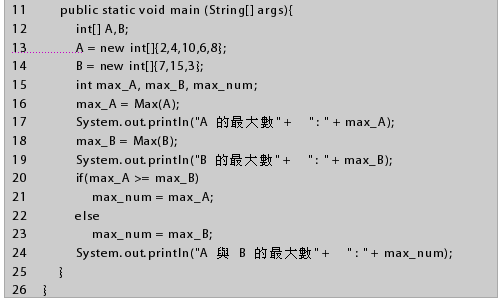 11 public static void main (String[] args){
12 int[] A,B;
13 A = new int[]{2,4,10,6,8};
14 B = new int[]{7,15,3};
15 int max_A, max_B, max_num;
16 max_A = Max(A);
17 System.out.println("A 的最大數"+ ":"+ max_A);
18 max_B = Max(B);
19 System.out.println("B 的最大數"+ ":"+ max_B);
20 if(max_A >= max_B)
21 max_num = max_A;
22 else
23 max_num = max_B;
24 System.out.println("A 與 B 的最大數"+ ":"+ max_num);
25 }
26 }